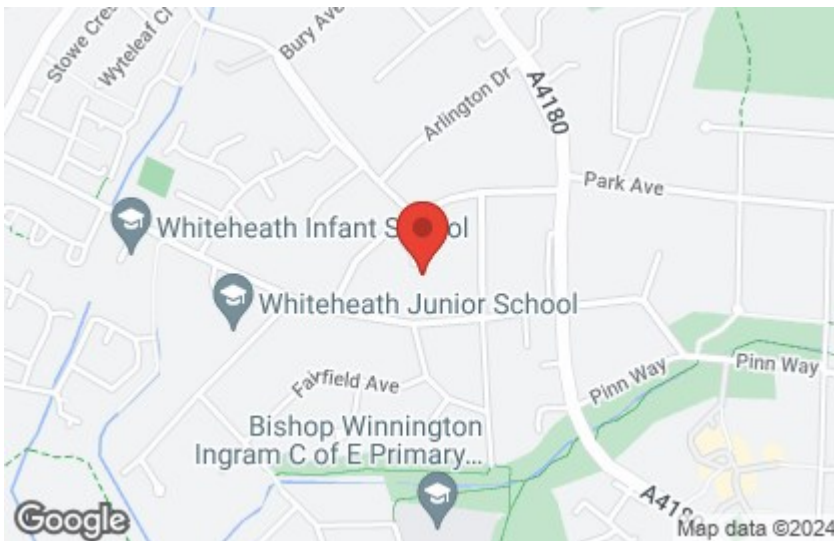 Stowe Cres
Wyteleaf Cl
Bury Ave
Arlington Dr
A4180
Park Ave
Whiteheath Infant School
Whiteheath Junior School
Fairfield Ave
Pinn Way
Pinn Way
Bishop Winnington
Ingram C of E Primary...
A4180
Google
Map data ©2024